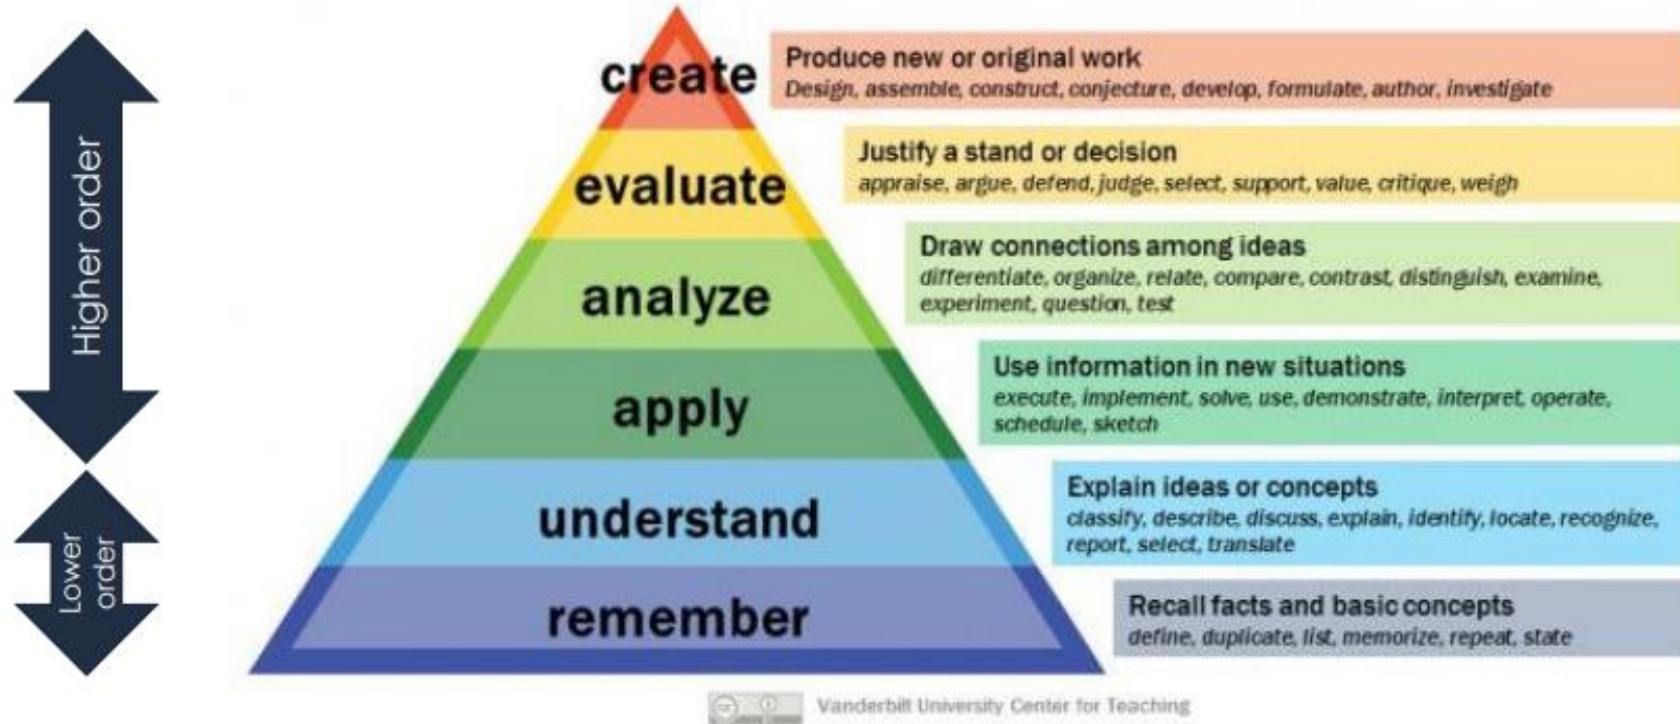 Higher order
Lower
order
create
Produce new or original work
Design, assemble, construct, conjecture, develop, formulate, author, investigate
evaluate
Justify a stand or decision
appraise, argue, defend, judge, select, support, value, critique, weigh
analyze
Draw connections among ideas
differentiate, organize, relate, compare, contrast, distinguish, examine,
experiment, question, test
apply
Use information in new situations
execute, implement, solve, use, demonstrate, interpret, operate,
schedule, sketch
understand
Explain ideas or concepts
classify, describe, discuss, explain, identify, locate, recognize,
report, select, translate
remember
Recall facts and basic concepts
define, duplicate, list, memorize, repeat, state
Vanderbilt University Center for Teaching